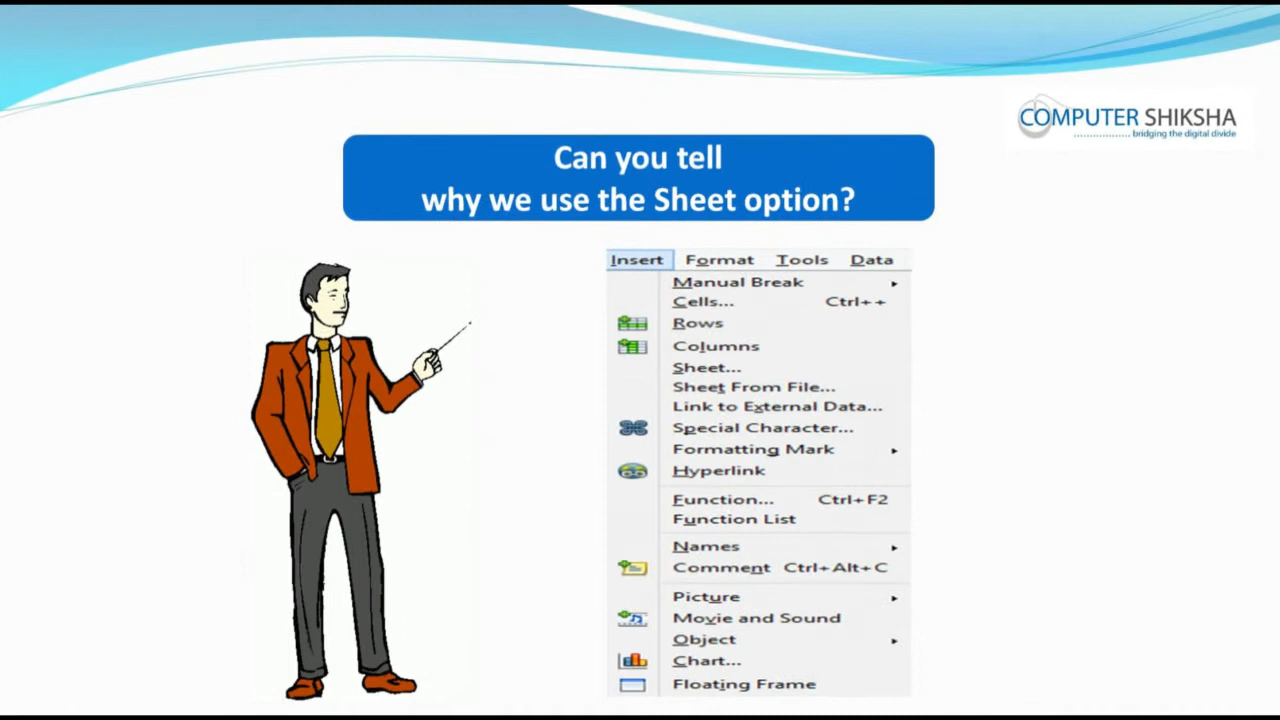 COMPUTER SHIKSHA
bridging the digital divide
Can you tell
why we use the Sheet option?
Insert Format Tools Data
Manual Break
Cells... Ctrl++
Rows
Columns
Sheet...
Sheet From File...
Link to External Data...
Special Character...
Formatting Mark
Hyperlink
Function... Ctrl+F2
Function List
Names
Comment Ctrl+Alt+C
Picture
Movie and Sound
Object
Chart...
Floating Frame